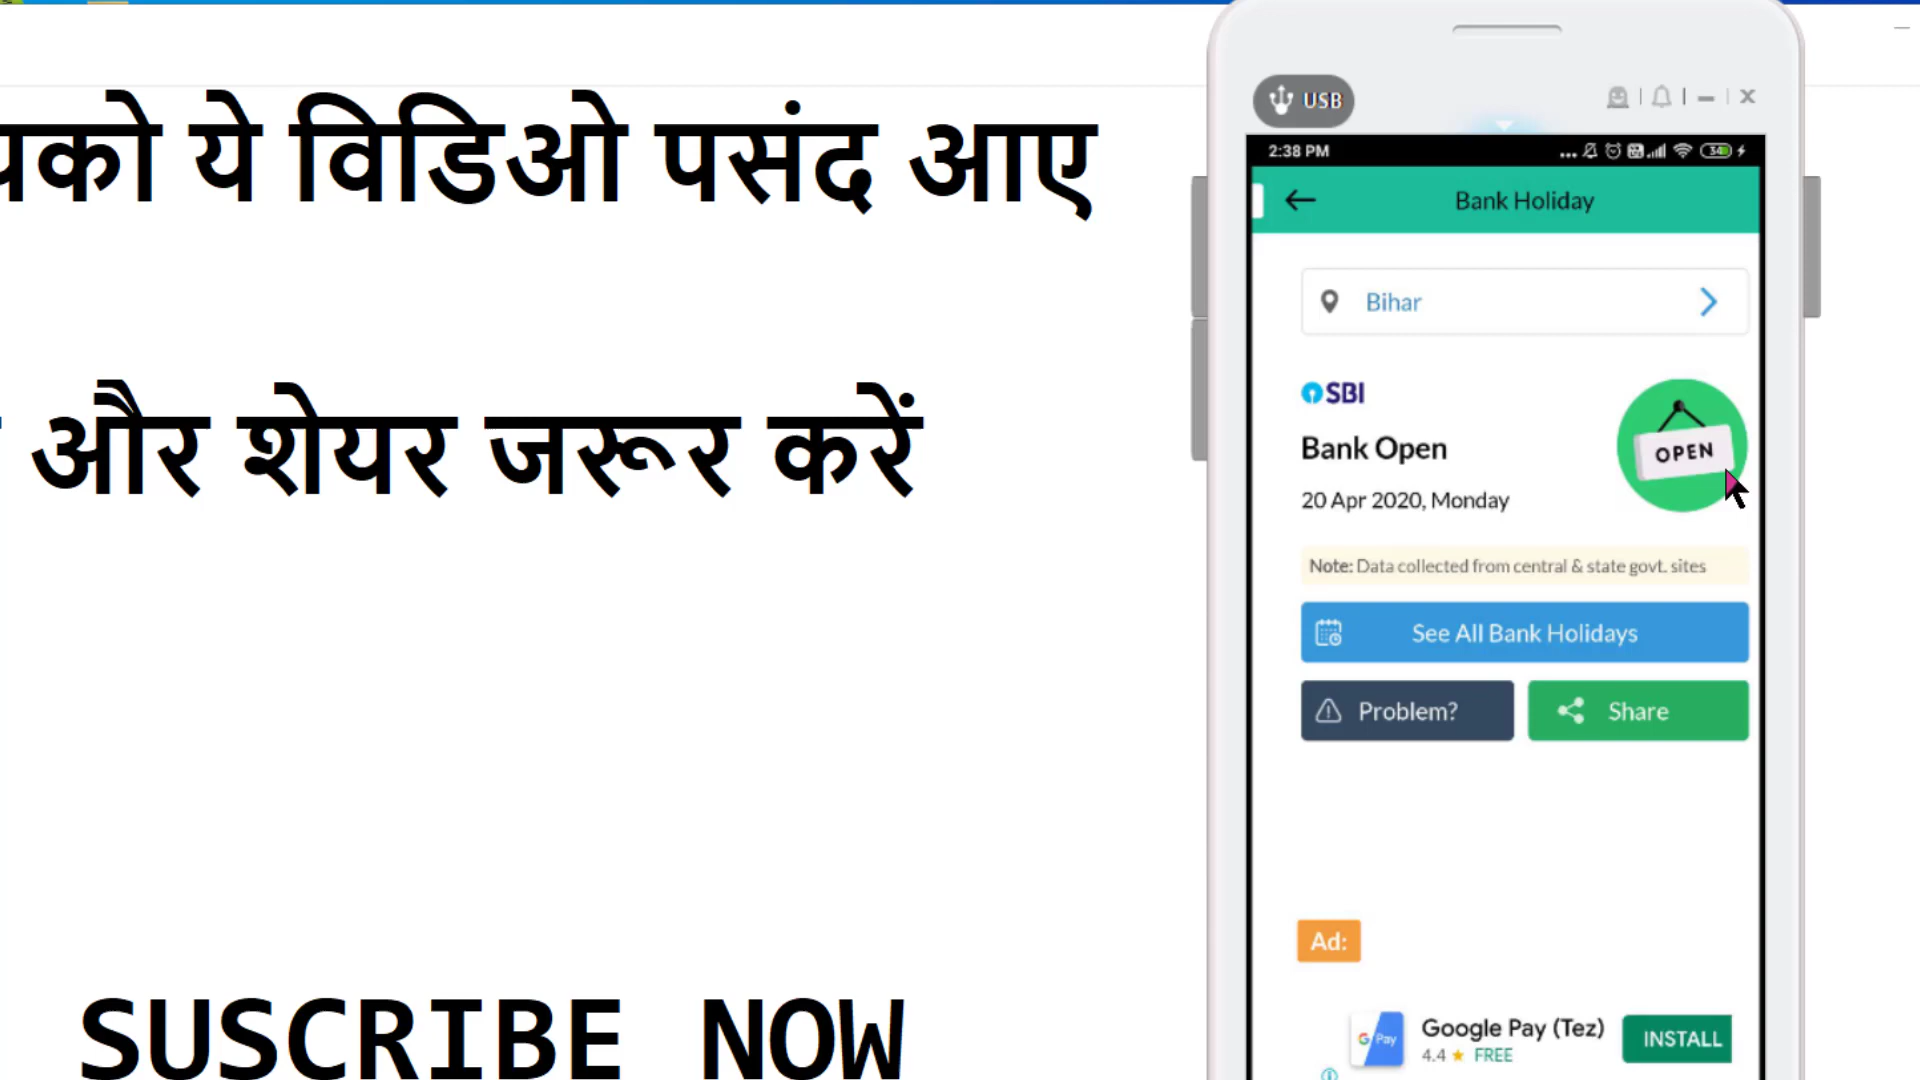 को ये विडिओ पसंद आए
और शेयर जरूर करें
SUSCRIBE NOW
USB
2:38 PM
34
Bank Holiday
Bihar
SBI
Bank Open
OPEN
20 Apr 2020, Monday
Note: Data collected from central & state govt. sites
See All Bank Holidays
Problem?
Share
Ad:
G Pay
Google Pay (Tez)
4.4 ★ FREE
INSTALL